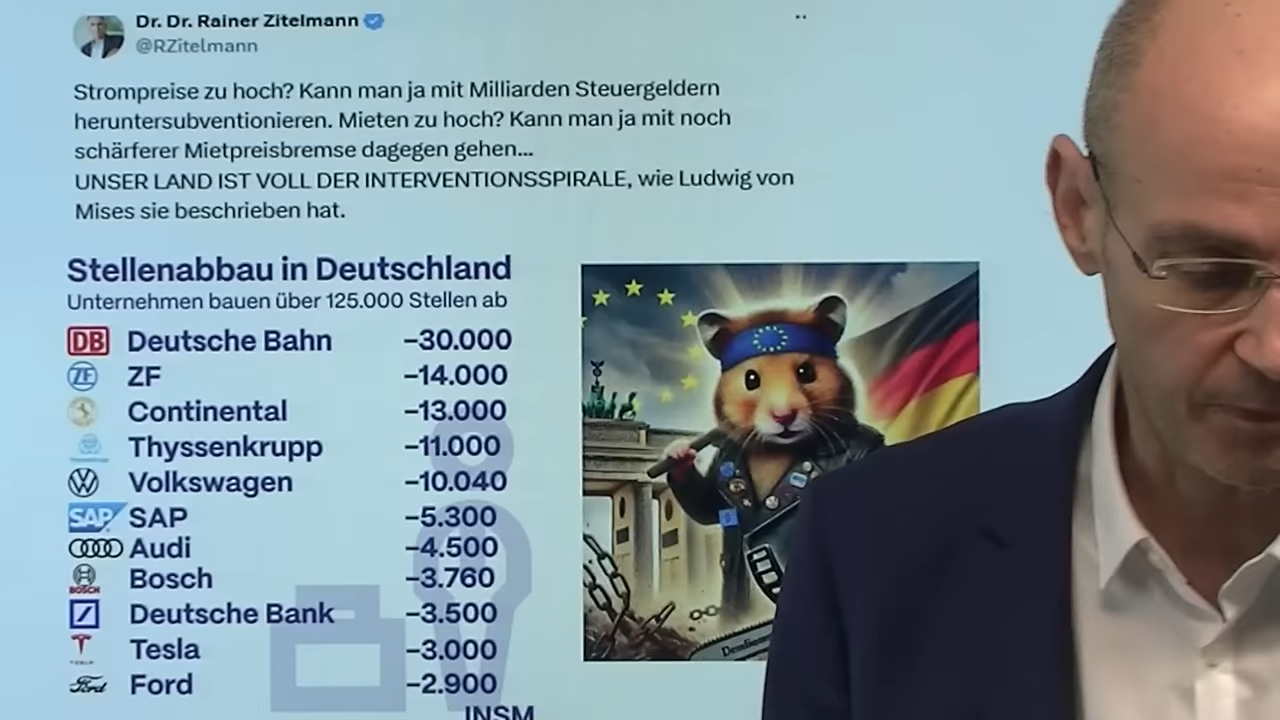 Dr. Dr. Rainer Zitelmann
@RZitelmann
Strompreise zu hoch? Kann man ja mit Milliarden Steuergeldern
heruntersubventionieren. Mieten zu hoch? Kann man ja mit noch
schärferer Mietpreisbremse dagegen gehen...
UNSER LAND IST VOLL DER INTERVENTIONSSPIRALE, wie Ludwig von
Mises sie beschrieben hat.
Stellenabbau in Deutschland
Unternehmen bauen über 125.000 Stellen ab
DB Deutsche Bahn -30.000
ZF ZF -14.000
Continental -13.000
Thyssenkrupp -11.000
Volkswagen -10.040
SAP SAP -5.300
Audi -4.500
BOSCH Bosch -3.760
Deutsche Bank -3.500
TESLA Tesla -3.000
Ford Ford -2.900
INSM